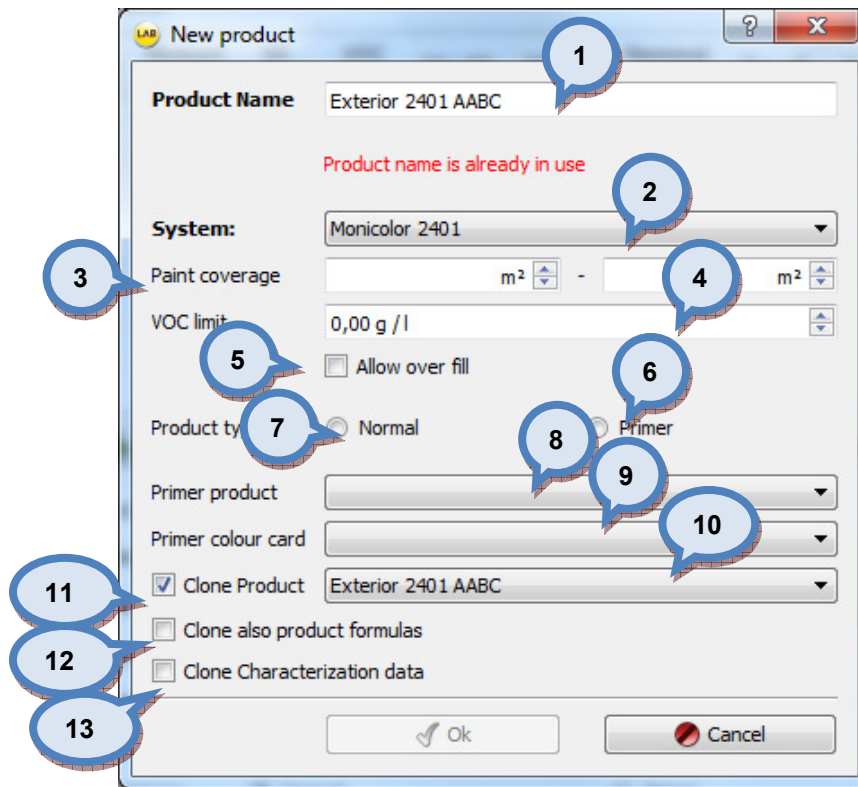 LAB New product ?
1
Product Name Exterior 2401 AABC
Product name is already in use
2
System: Monicolor 2401
3 Paint coverage m² - m² 4
VOC limit 0,00 g / l
5 Allow over fill 6
Product ty 7 Normal Primer
8
Primer product 9
Primer colour card 10
11 Clone Product Exterior 2401 AABC
Clone also product formulas
12
Clone Characterization data
13 Ok Cancel